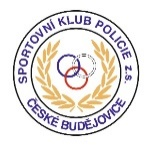 SPORTOVNÍ KLUB POLICIE z.s
ČESKÉ BUDĚJOVICE